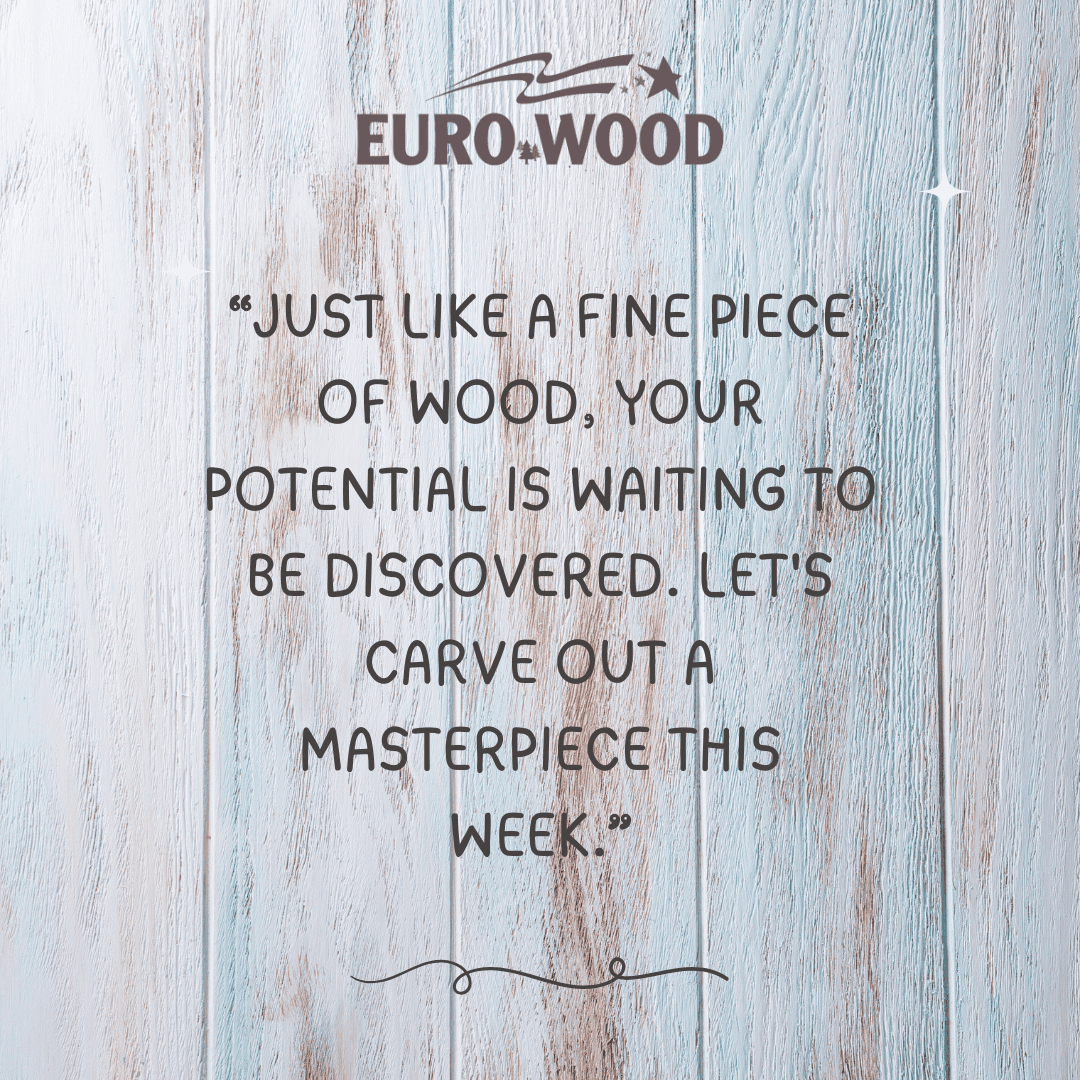 EURO WOOD
“JUST LIKE A FINE PIECE
OF WOOD, YOUR
POTENTIAL IS WAITING TO
BE DISCOVERED. LET'S
CARVE OUT A
MASTERPIECE THIS
WEEK.”